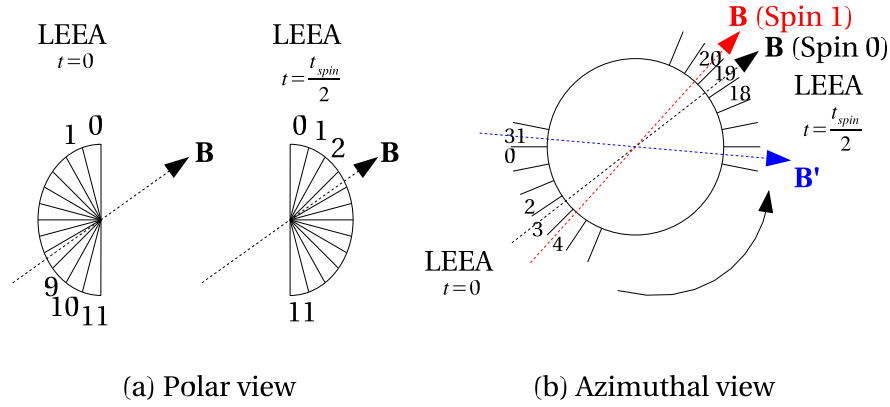 LEEA
t=0
0
1
B
9
10
11
LEEA
t=t_spin/2
0
1
2
B
11
(a) Polar view
B (Spin 1)
B (Spin 0)
20
19
18
LEEA
t=t_spin/2
31
0
B'
2
3
4
LEEA
t=0
(b) Azimuthal view